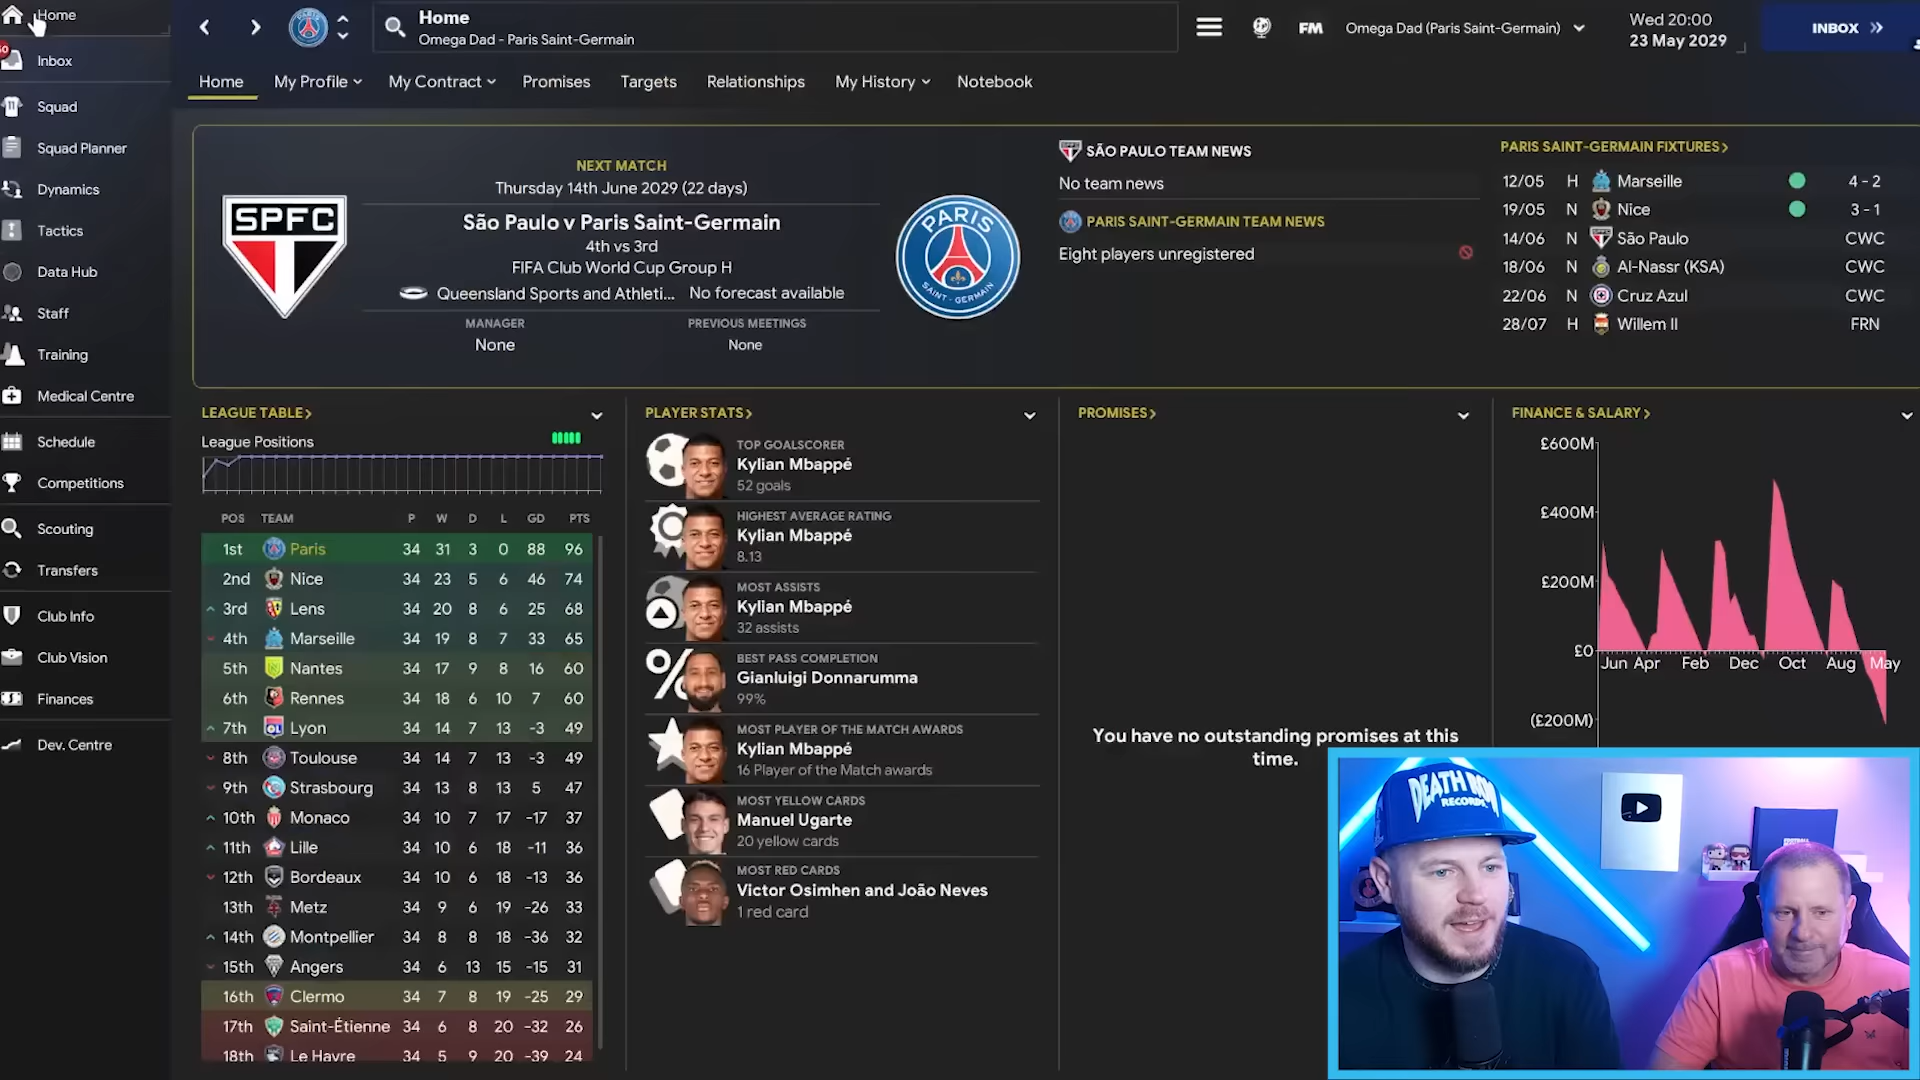 Home
Inbox
Squad
Squad Planner
Dynamics
Tactics
Data Hub
Staff
Training
Medical Centre
Schedule
Competitions
Scouting
Transfers
Club Info
Club Vision
Finances
Dev. Centre
Home
Omega Dad - Paris Saint-Germain
FM
Omega Dad (Paris Saint-Germain)
Wed 20:00
23 May 2029
INBOX
Home My Profile My Contract Promises Targets Relationships My History Notebook
NEXT MATCH
Thursday 14th June 2029 (22 days)
São Paulo v Paris Saint-Germain
4th vs 3rd
FIFA Club World Cup Group H
Queensland Sports and Athleti... No forecast available
MANAGER PREVIOUS MEETINGS
None None
SPFC
PARIS
SAINT-GERMAIN
SÃO PAULO TEAM NEWS
No team news
PARIS SAINT-GERMAIN TEAM NEWS
Eight players unregistered
PARIS SAINT-GERMAIN FIXTURES
12/05 H Marseille 4 - 2
19/05 N Nice 3 - 1
14/06 N São Paulo CWC
18/06 N Al-Nassr (KSA) CWC
22/06 N Cruz Azul CWC
28/07 H Willem II FRN
LEAGUE TABLE
League Positions
POS TEAM P W D L GD PTS
1st Paris 34 31 3 0 88 96
2nd Nice 34 23 5 6 46 74
3rd Lens 34 20 8 6 25 68
4th Marseille 34 19 8 7 33 65
5th Nantes 34 17 9 8 16 60
6th Rennes 34 18 6 10 7 60
7th Lyon 34 14 7 13 -3 49
8th Toulouse 34 14 7 13 -3 49
9th Strasbourg 34 13 8 13 5 47
10th Monaco 34 10 7 17 -17 37
11th Lille 34 10 6 18 -11 36
12th Bordeaux 34 10 6 18 -13 36
13th Metz 34 9 6 19 -26 33
14th Montpellier 34 8 8 18 -36 32
15th Angers 34 6 13 15 -15 31
16th Clermo 34 7 8 19 -25 29
17th Saint-Étienne 34 6 8 20 -32 26
18th Le Havre 34 5 9 20 -39 24
PLAYER STATS
TOP GOALSCORER
Kylian Mbappé
52 goals
HIGHEST AVERAGE RATING
Kylian Mbappé
8.13
MOST ASSISTS
Kylian Mbappé
32 assists
BEST PASS COMPLETION
Gianluigi Donnarumma
99%
MOST PLAYER OF THE MATCH AWARDS
Kylian Mbappé
16 Player of the Match awards
MOST YELLOW CARDS
Manuel Ugarte
20 yellow cards
MOST RED CARDS
Victor Osimhen and João Neves
1 red card
PROMISES
You have no outstanding promises at this
time.
FINANCE & SALARY
£600M
£400M
£200M
£0
(£200M)
Jun Apr Feb Dec Oct Aug May
DEATH ROW
RECORDS